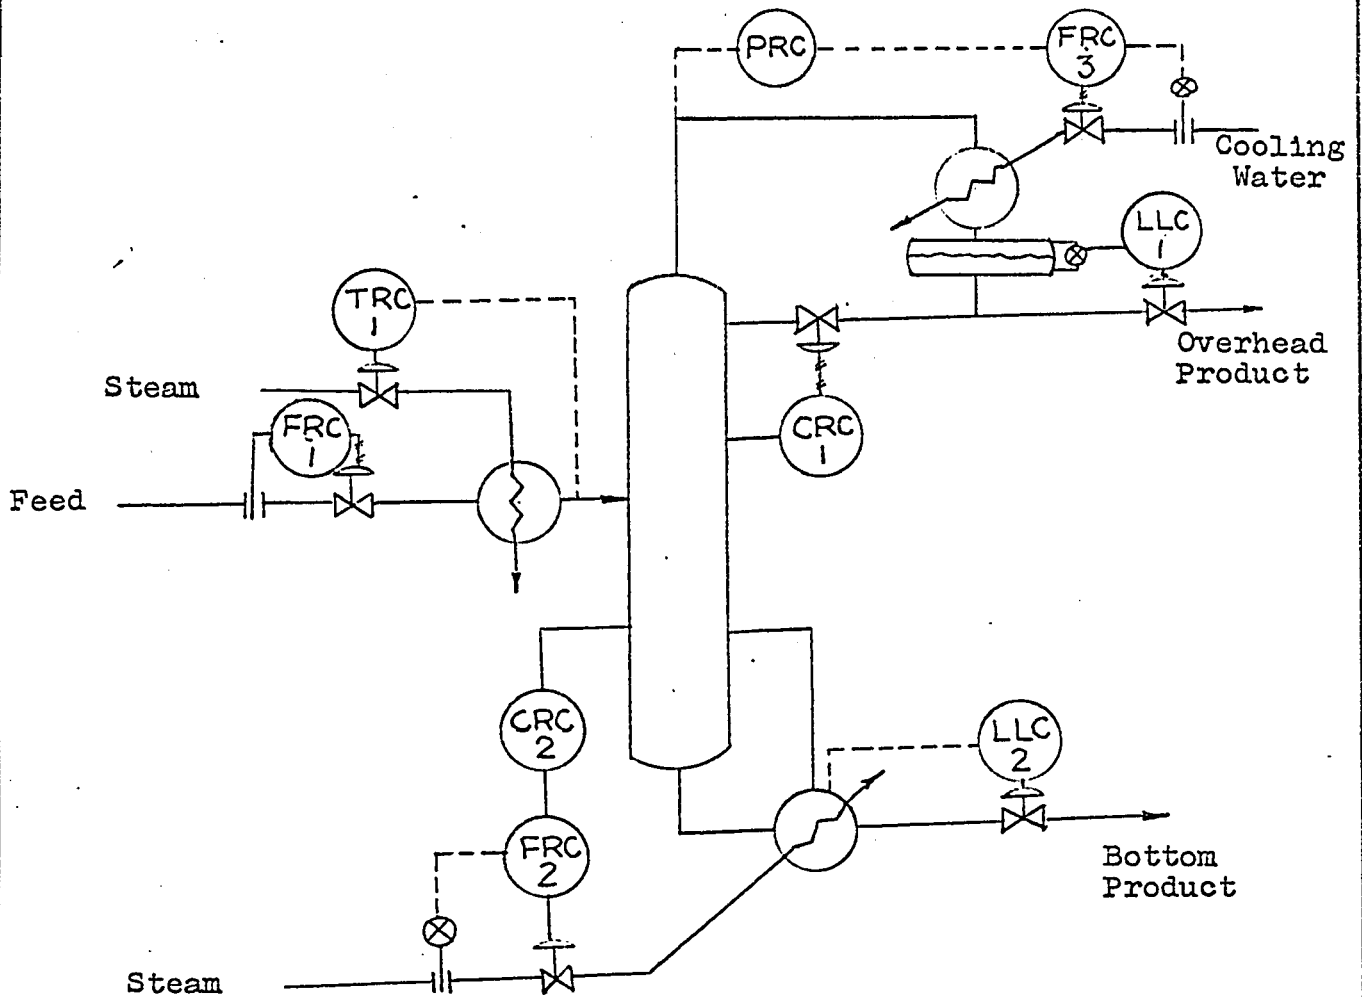 PRC
FRC
3
Cooling
Water
LLC
1
TRC
1
Overhead
Product
Steam
FRC
1
CRC
1
Feed
CRC
2
LLC
2
FRC
2
Bottom
Product
Steam